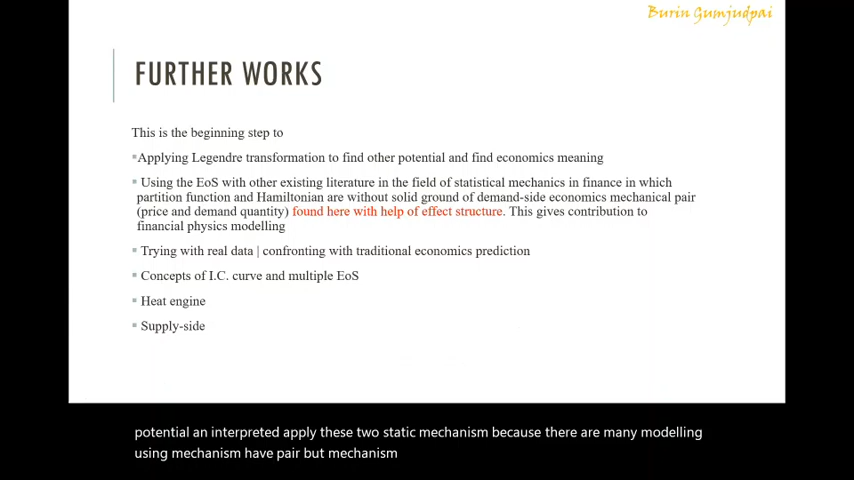 Burin Gumjudpai
FURTHER WORKS
This is the beginning step to
▪Applying Legendre transformation to find other potential and find economics meaning
▪ Using the EoS with other existing literature in the field of statistical mechanics in finance in which
partition function and Hamiltonian are without solid ground of demand-side economics mechanical pair
(price and demand quantity) found here with help of effect structure. This gives contribution to
financial physics modelling
▪ Trying with real data | confronting with traditional economics prediction
▪ Concepts of I.C. curve and multiple EoS
▪ Heat engine
▪ Supply-side
potential an interpreted apply these two static mechanism because there are many modelling
using mechanism have pair but mechanism